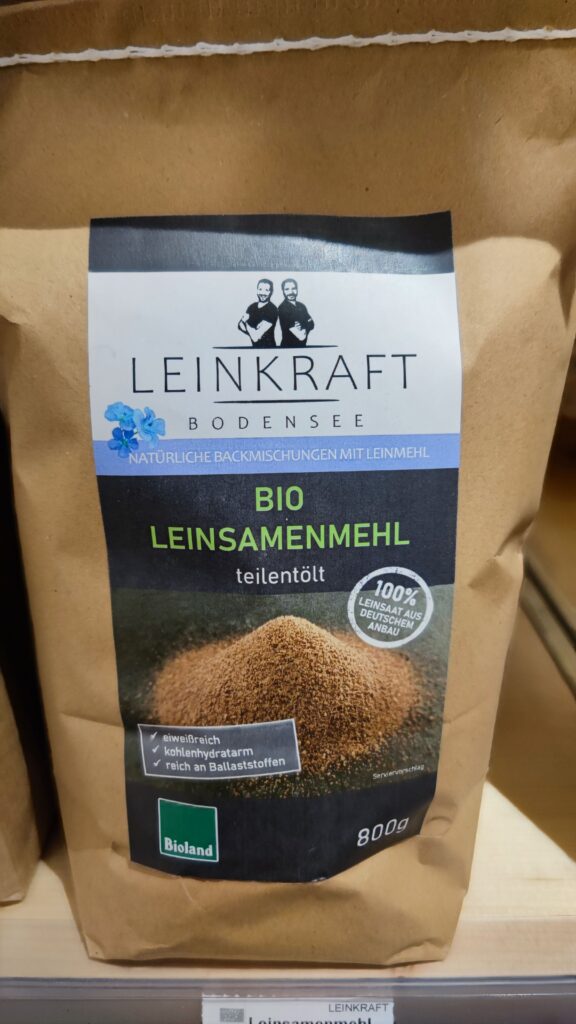 LEINKRAFT
BODENSEE
NATÜRLICHE BACKMISCHUNGEN MIT LEINMEHL
BIO
LEINSAMENMEHL
teilentölt
100%
LEINSAAT AUS
DEUTSCHEM
ANBAU
✓ eiweißreich
✓ kohlenhydratarm
✓ reich an Ballaststoffen
Serviervorschlag
Bioland
800g
LEINKRAFT
Leinsamenmehl